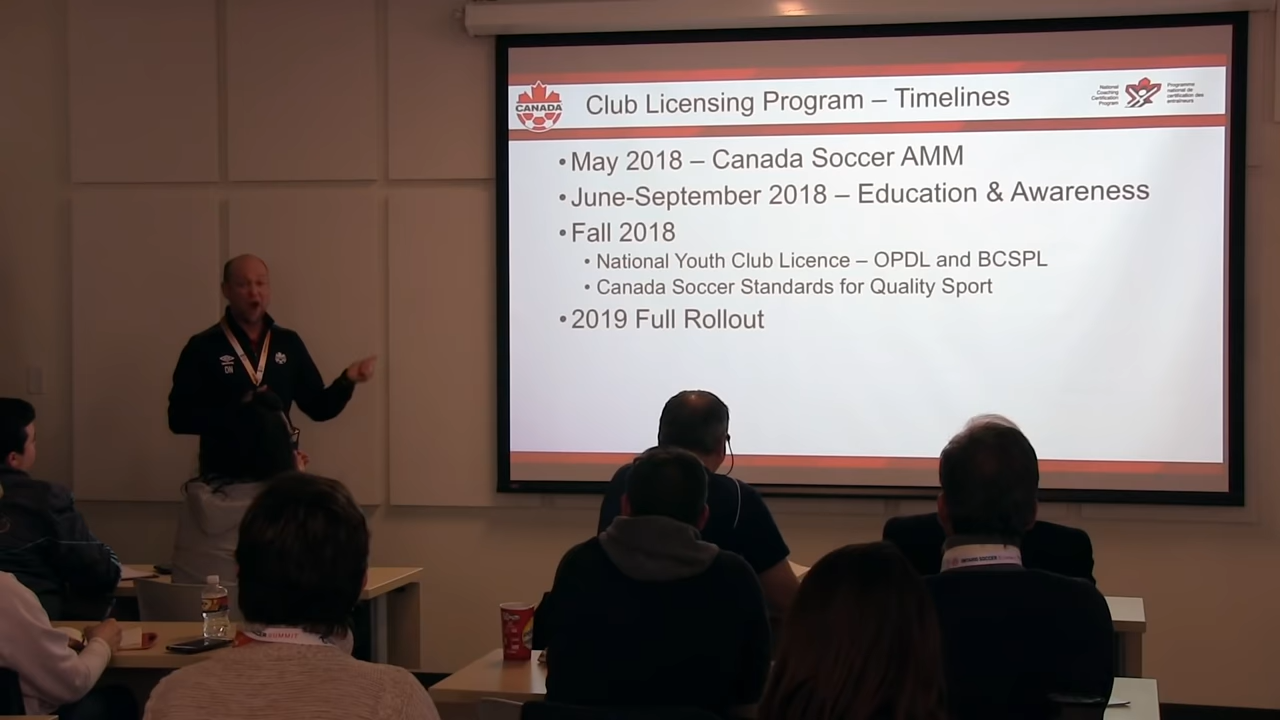 CANADA
Club Licensing Program – Timelines
National
Coaching
Certification
Program
Programme
national de
certification des
entraîneurs
•May 2018 – Canada Soccer AMM
•June-September 2018 – Education & Awareness
•Fall 2018
• National Youth Club Licence – OPDL and BCSPL
• Canada Soccer Standards for Quality Sport
•2019 Full Rollout
DN
SUMMIT